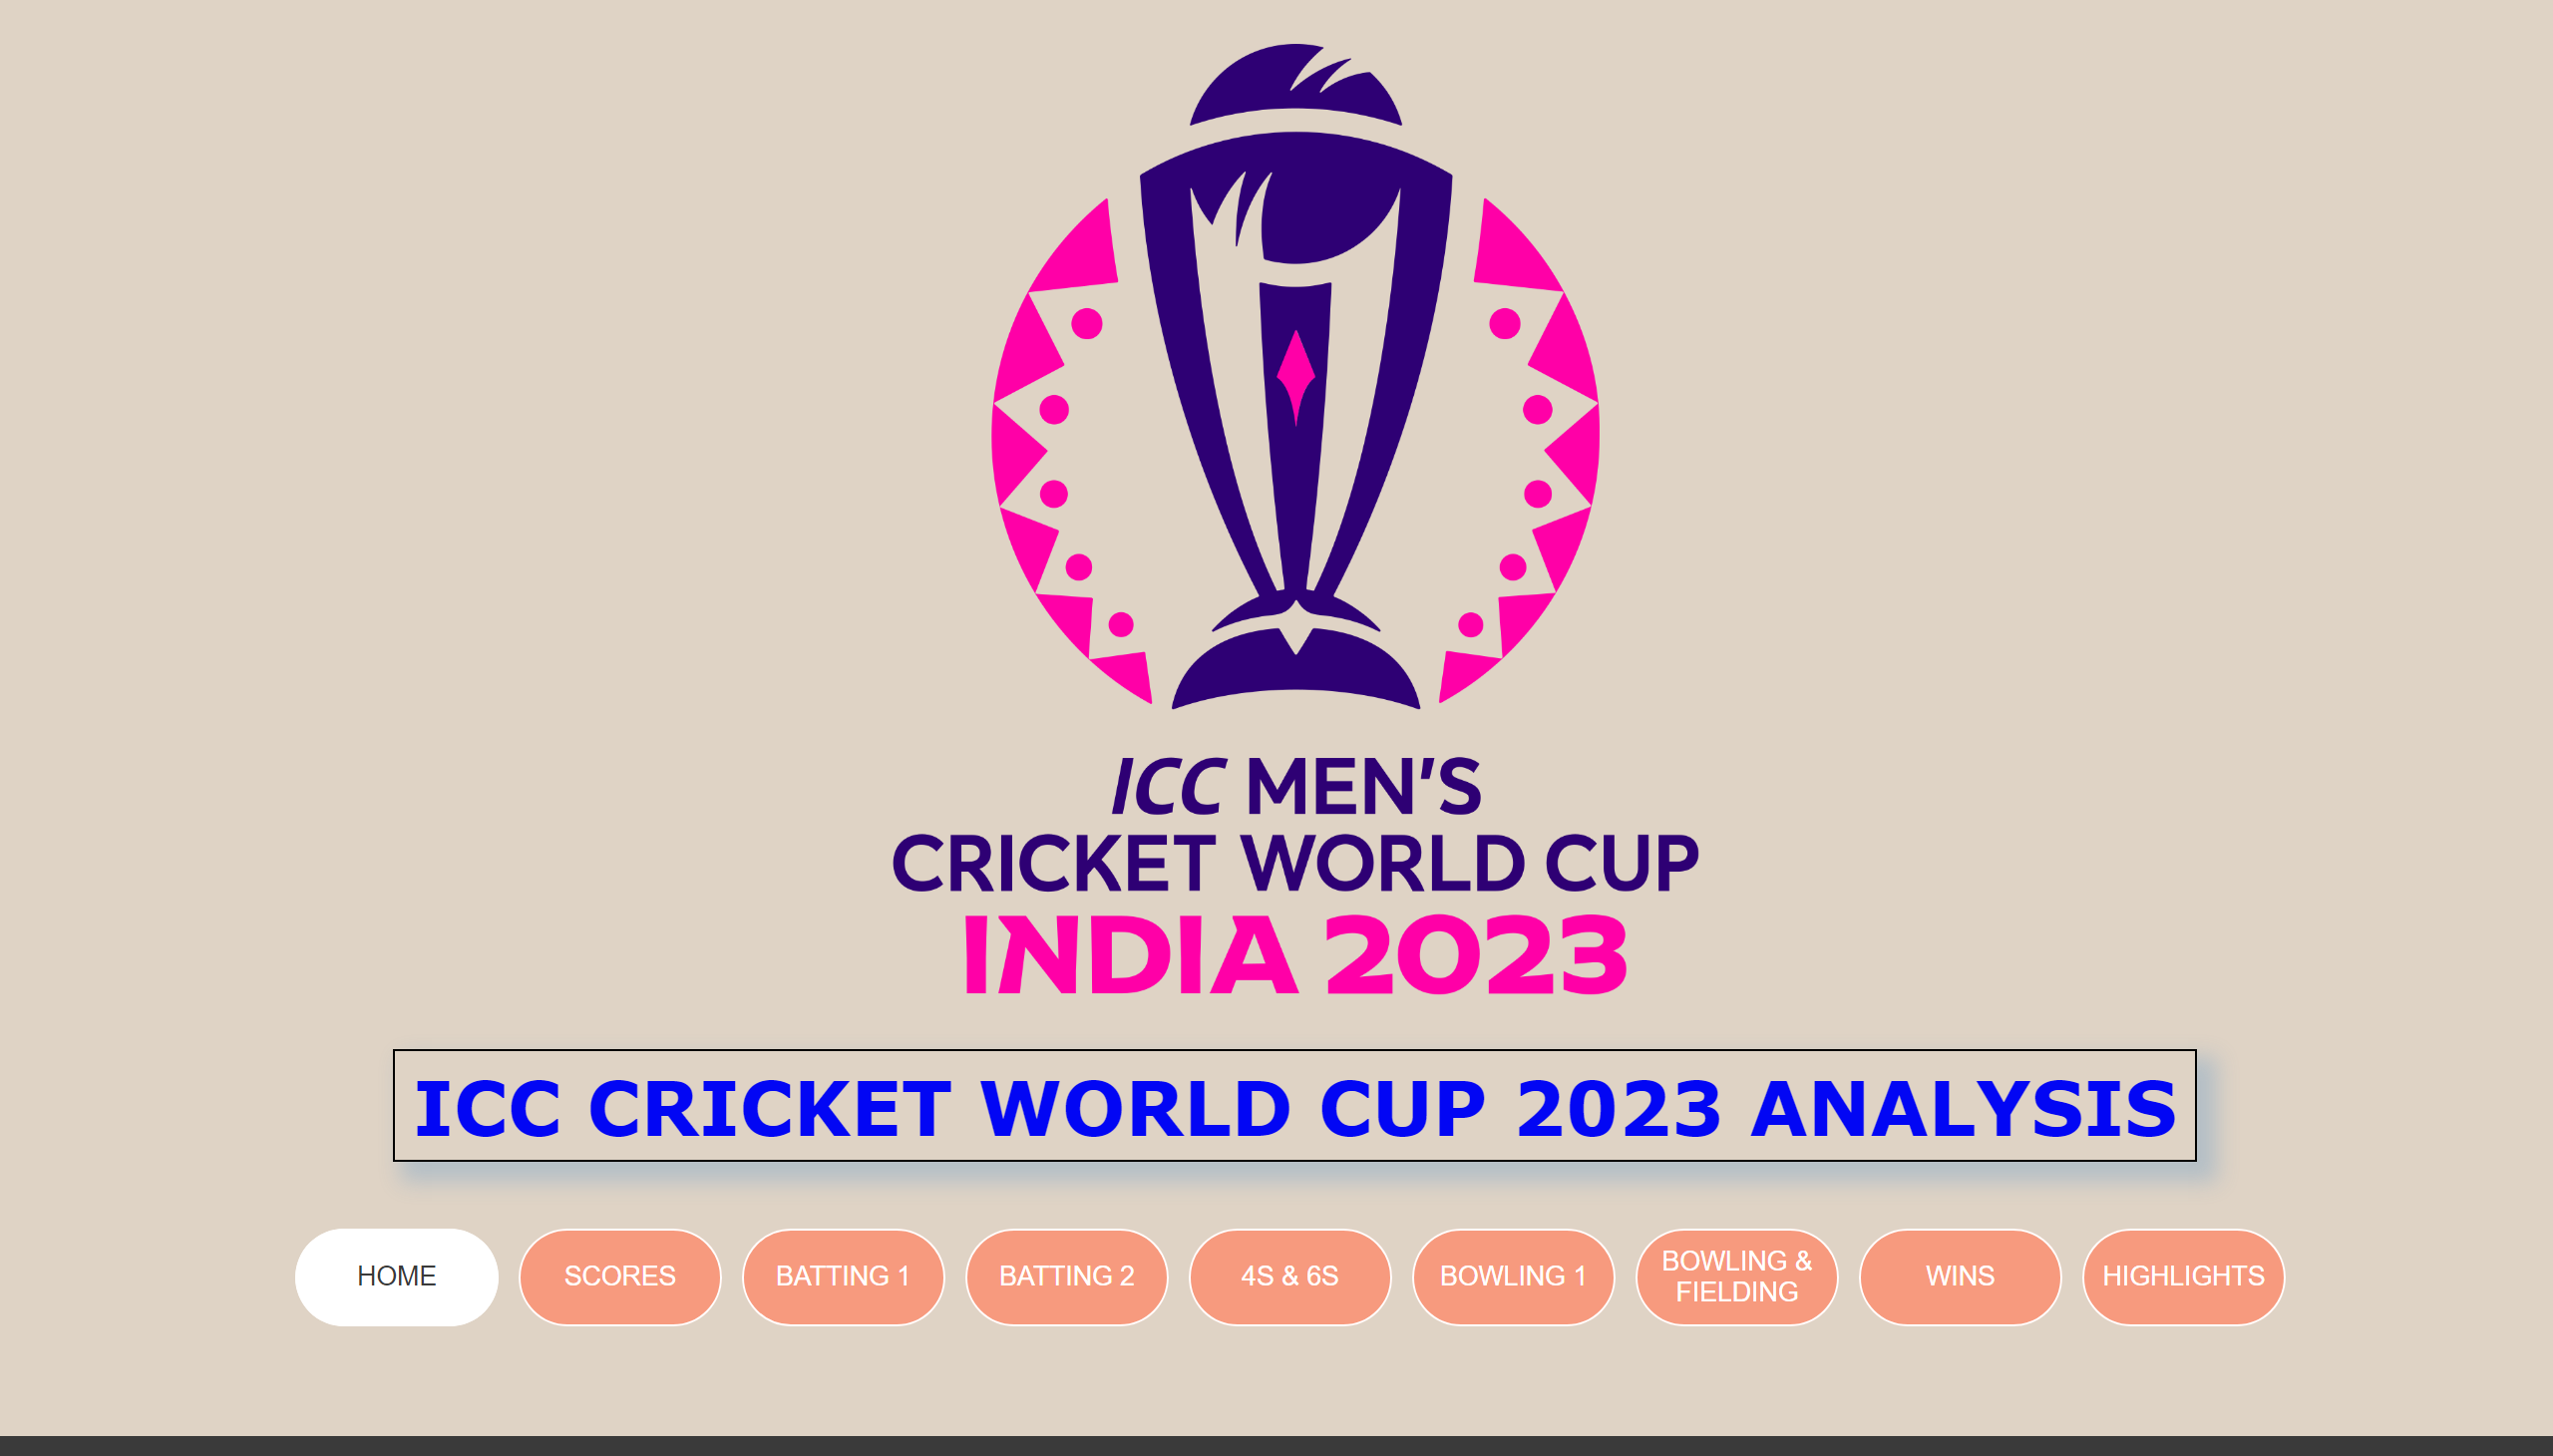 ICC MEN'S
CRICKET WORLD CUP
INDIA 2023
ICC CRICKET WORLD CUP 2023 ANALYSIS
HOME
SCORES
BATTING 1
BATTING 2
4S & 6S
BOWLING 1
BOWLING &
FIELDING
WINS
HIGHLIGHTS